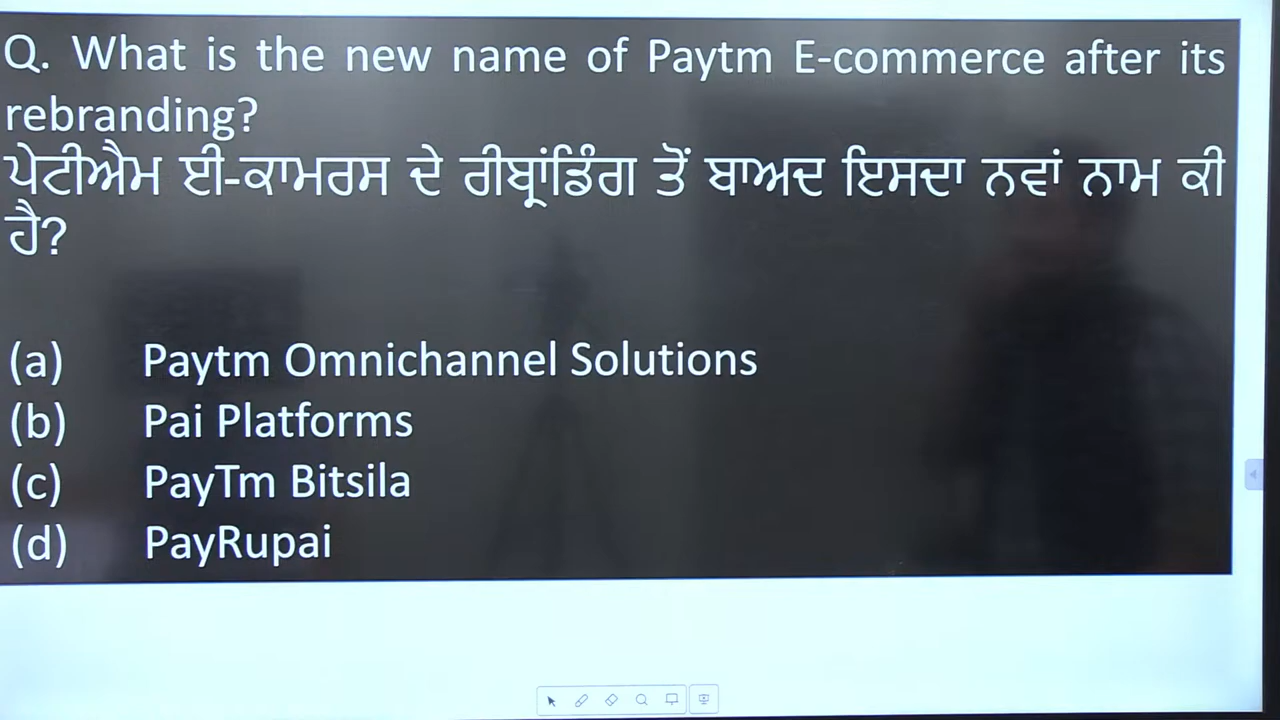 Q. What is the new name of Paytm E-commerce after its
rebranding?
ਪੇਟੀਐਮ ਈ-ਕਾਮਰਸ ਦੇ ਰੀਬ੍ਰਾਂਡਿੰਗ ਤੋਂ ਬਾਅਦ ਇਸਦਾ ਨਵਾਂ ਨਾਮ ਕੀ
ਹੈ?
(a) Paytm Omnichannel Solutions
(b) Pai Platforms
(c) PayTm Bitsila
(d) PayRupai